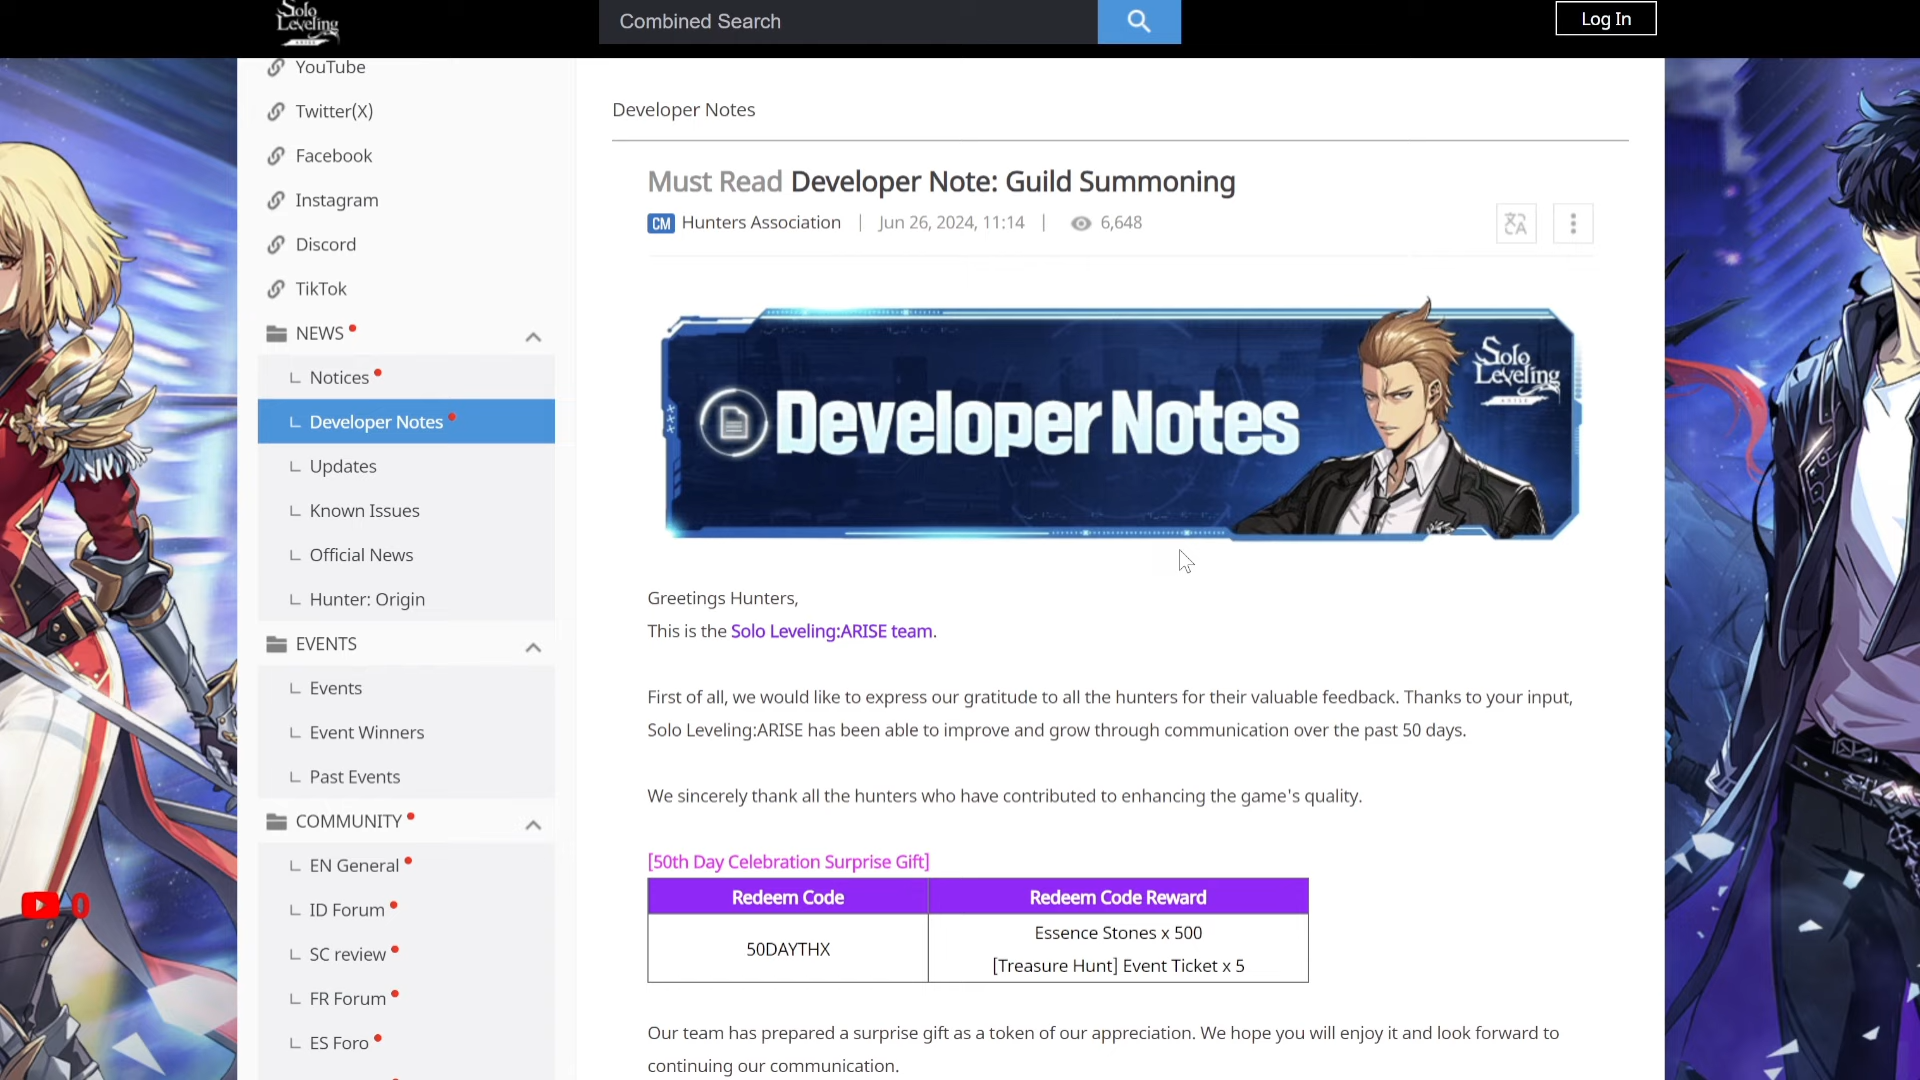 Solo
Leveling
ARISE
Combined Search
Log In
YouTube
Twitter(X)
Facebook
Instagram
Discord
TikTok
NEWS
Notices
Developer Notes
Updates
Known Issues
Official News
Hunter: Origin
EVENTS
Events
Event Winners
Past Events
COMMUNITY
EN General
ID Forum
SC review
FR Forum
ES Foro
0
Developer Notes
Must Read Developer Note: Guild Summoning
CM Hunters Association | Jun 26, 2024, 11:14 | 6,648
Developer Notes
Solo
Leveling
Greetings Hunters,
This is the Solo Leveling:ARISE team.
First of all, we would like to express our gratitude to all the hunters for their valuable feedback. Thanks to your input,
Solo Leveling:ARISE has been able to improve and grow through communication over the past 50 days.
We sincerely thank all the hunters who have contributed to enhancing the game's quality.
[50th Day Celebration Surprise Gift]
Redeem Code Redeem Code Reward
50DAYTHX
Essence Stones x 500
[Treasure Hunt] Event Ticket x 5
Our team has prepared a surprise gift as a token of our appreciation. We hope you will enjoy it and look forward to
continuing our communication.